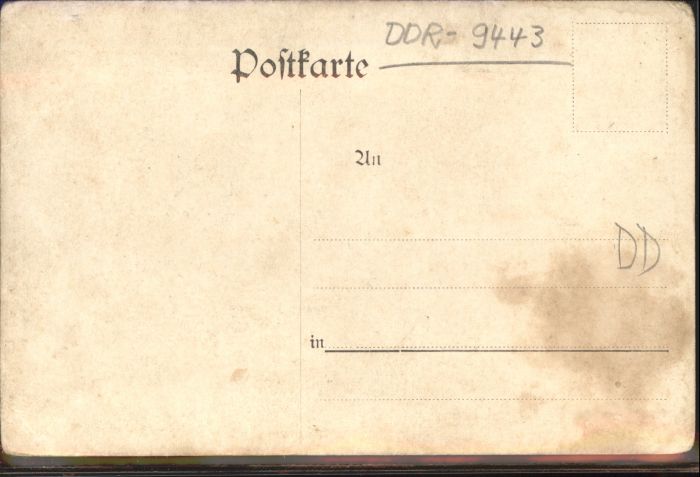 DDR- 9443
Poſtkarte
An
DD
in